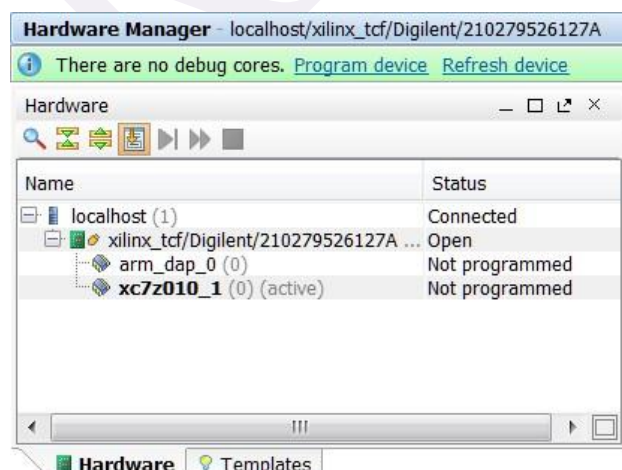 Hardware Manager - localhost/xilinx_tcf/Digilent/210279526127A
There are no debug cores. Program device Refresh device
Hardware
Name Status
localhost (1) Connected
xilinx_tcf/Digilent/210279526127A ... Open
arm_dap_0 (0) Not programmed
xc7z010_1 (0) (active) Not programmed
Hardware Templates